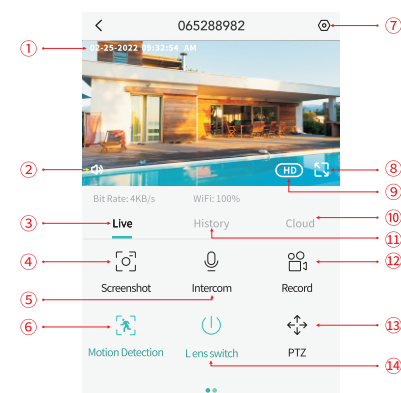 065288982
⑦
①
02-25-2022 09:32:54 AM
②
HD
⑧
⑨
Bit Rate: 4KB/s WiFi: 100%
③ Live History Cloud ⑩
⑪
④ ⑫
Screenshot Intercom Record
⑤
⑥ ⑬
Motion Detection Lens switch PTZ
⑭